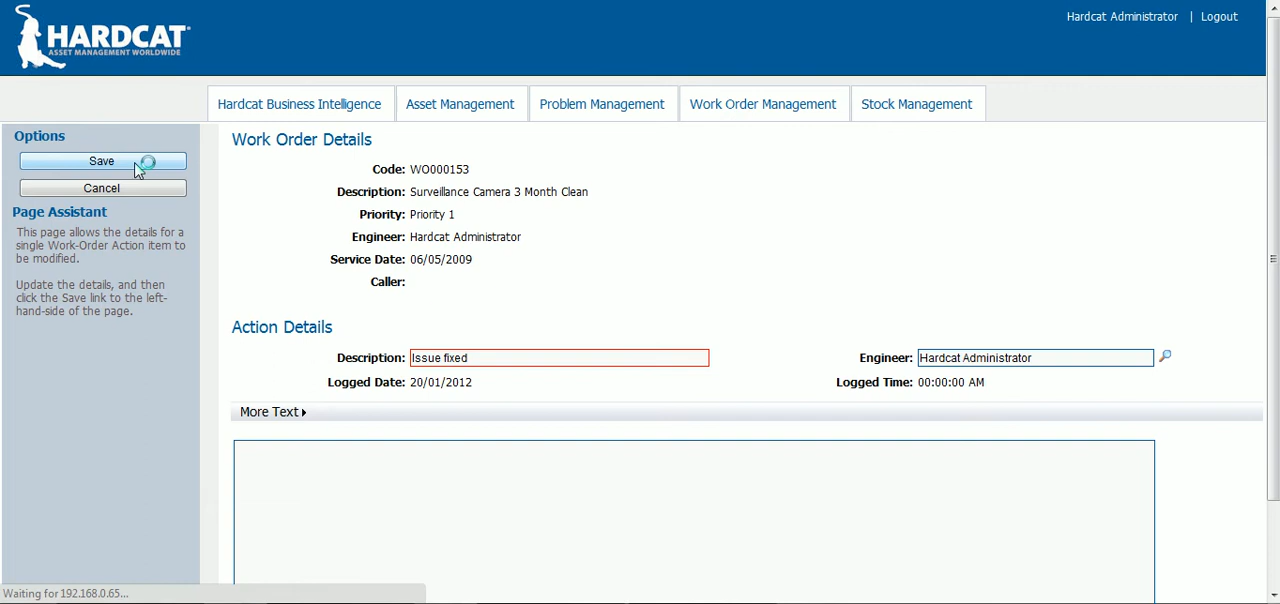 Hardcat Administrator | Logout
HARDCAT
ASSET MANAGEMENT WORLDWIDE
Hardcat Business Intelligence
Asset Management
Problem Management
Work Order Management
Stock Management
Options
Save
Cancel
Page Assistant
This page allows the details for a
single Work-Order Action item to
be modified.
Update the details, and then
click the Save link to the left-
hand-side of the page.
Work Order Details
Code: WO000153
Description: Surveillance Camera 3 Month Clean
Priority: Priority 1
Engineer: Hardcat Administrator
Service Date: 06/05/2009
Caller:
Action Details
Description: Issue fixed
Engineer: Hardcat Administrator
Logged Date: 20/01/2012
Logged Time: 00:00:00 AM
More Text
Waiting for 192.168.0.65...